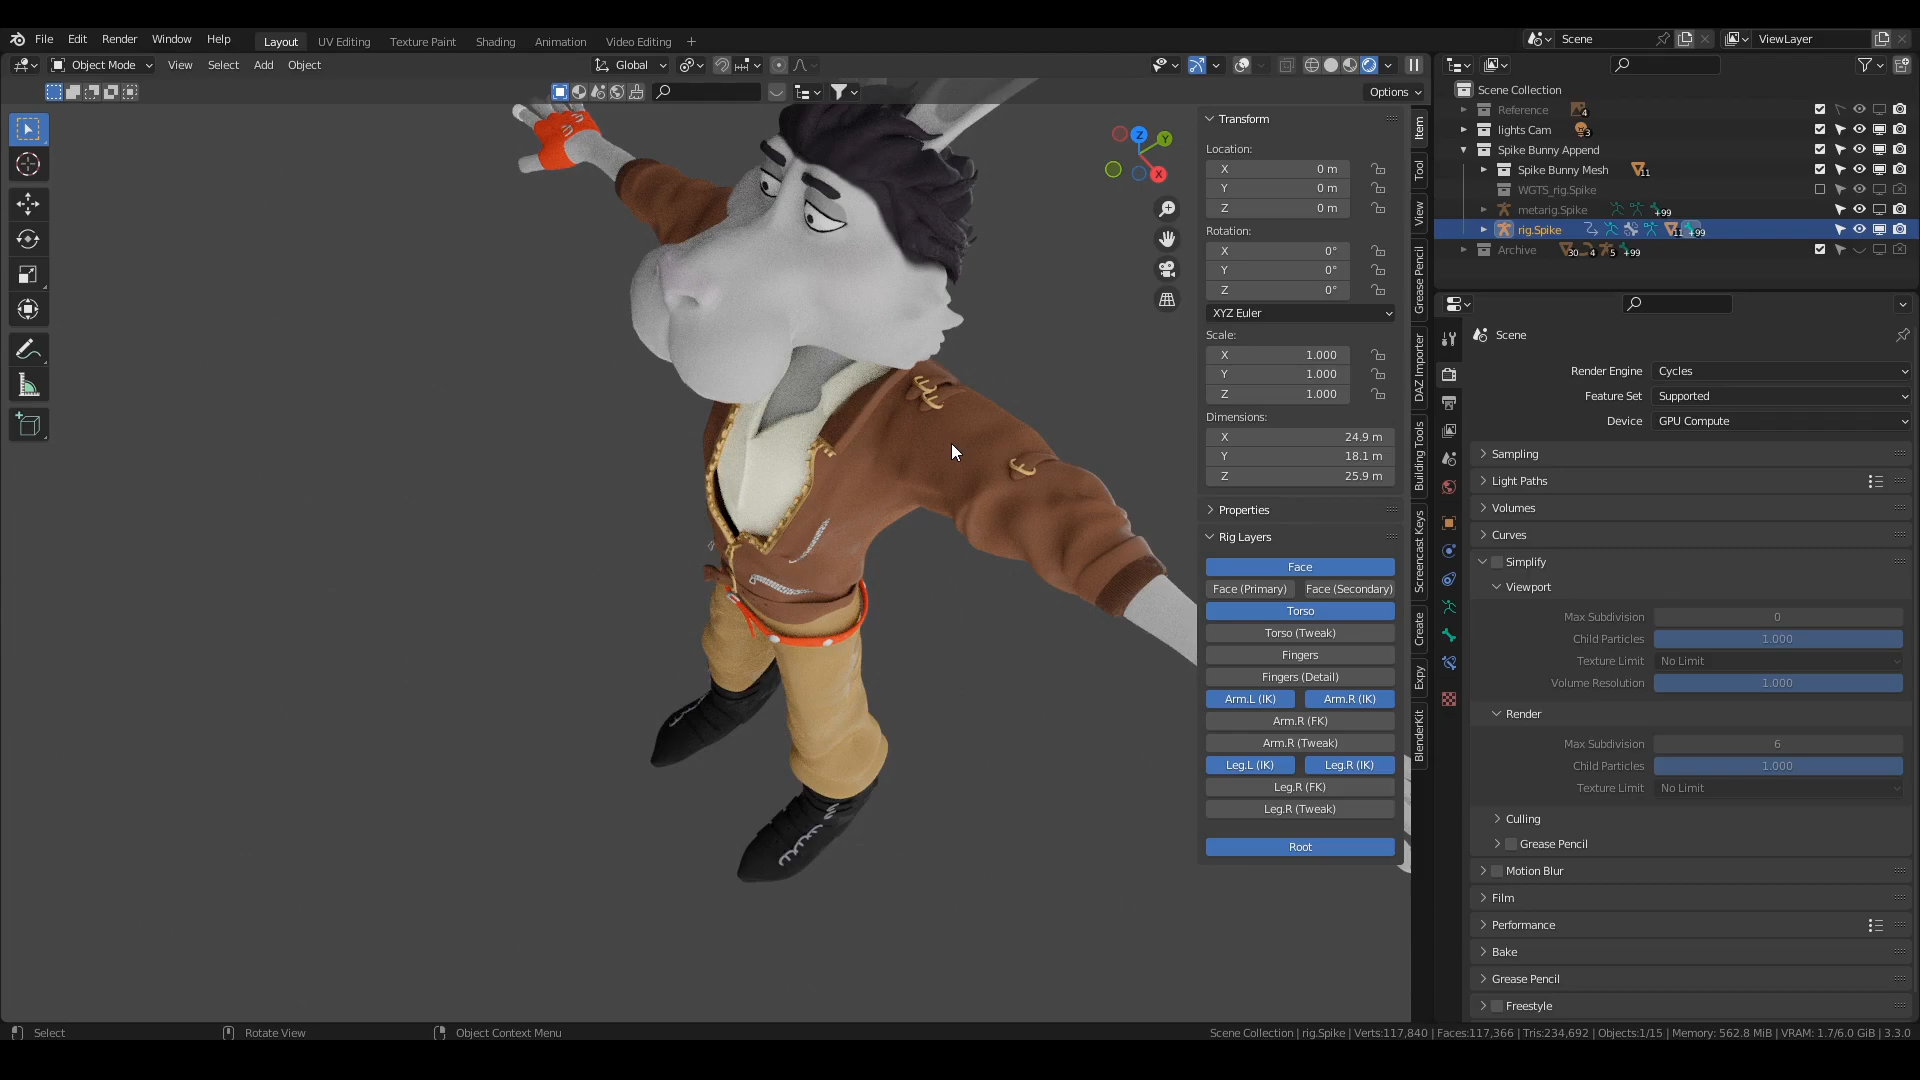 File Edit Render Window Help Layout UV Editing Texture Paint Shading Animation Video Editing + Scene ViewLayer
Object Mode View Select Add Object Global
Options
Scene Collection
Reference 4
lights Cam 3
Spike Bunny Append
Spike Bunny Mesh 11
WGTS_rig.Spike
metarig.Spike +99
rig.Spike 11 +99
Archive 30 4 5 +99
Z Y X
Item
Tool
View
Grease Pencil
DAZ Importer
Building Tools
Screencast Keys
Create
Expy
BlenderKit
Transform
Location:
X 0 m
Y 0 m
Z 0 m
Rotation:
X 0°
Y 0°
Z 0°
XYZ Euler
Scale:
X 1.000
Y 1.000
Z 1.000
Dimensions:
X 24.9 m
Y 18.1 m
Z 25.9 m
Properties
Rig Layers
Face
Face (Primary) Face (Secondary)
Torso
Torso (Tweak)
Fingers
Fingers (Detail)
Arm.L (IK) Arm.R (IK)
Arm.R (FK)
Arm.R (Tweak)
Leg.L (IK) Leg.R (IK)
Leg.R (FK)
Leg.R (Tweak)
Root
Scene
Render Engine Cycles
Feature Set Supported
Device GPU Compute
Sampling
Light Paths
Volumes
Curves
Simplify
Viewport
Max Subdivision 0
Child Particles 1.000
Texture Limit No Limit
Volume Resolution 1.000
Render
Max Subdivision 6
Child Particles 1.000
Texture Limit No Limit
Culling
Grease Pencil
Motion Blur
Film
Performance
Bake
Grease Pencil
Freestyle
Select Rotate View Object Context Menu
Scene Collection | rig.Spike | Verts:117,840 | Faces:117,366 | Tris:234,692 | Objects:1/15 | Memory: 562.8 MiB | VRAM: 1.7/6.0 GiB | 3.3.0